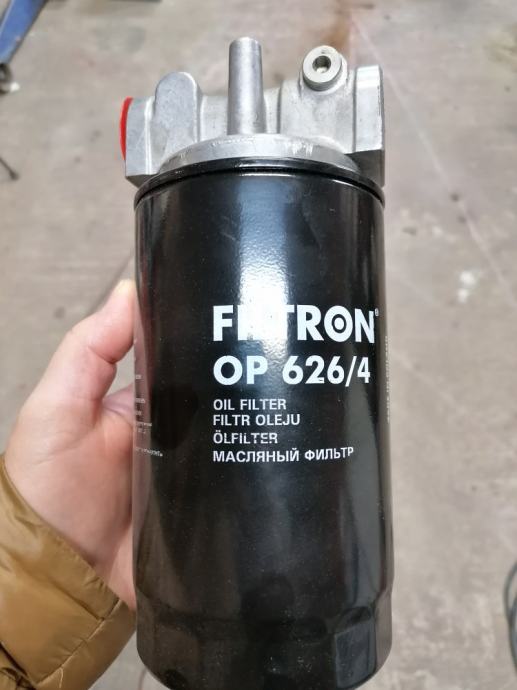 FILTRON®
OP 626/4
OIL FILTER
FILTR OLEJU
ÖLFILTER
МАСЛЯНЫЙ ФИЛЬТР